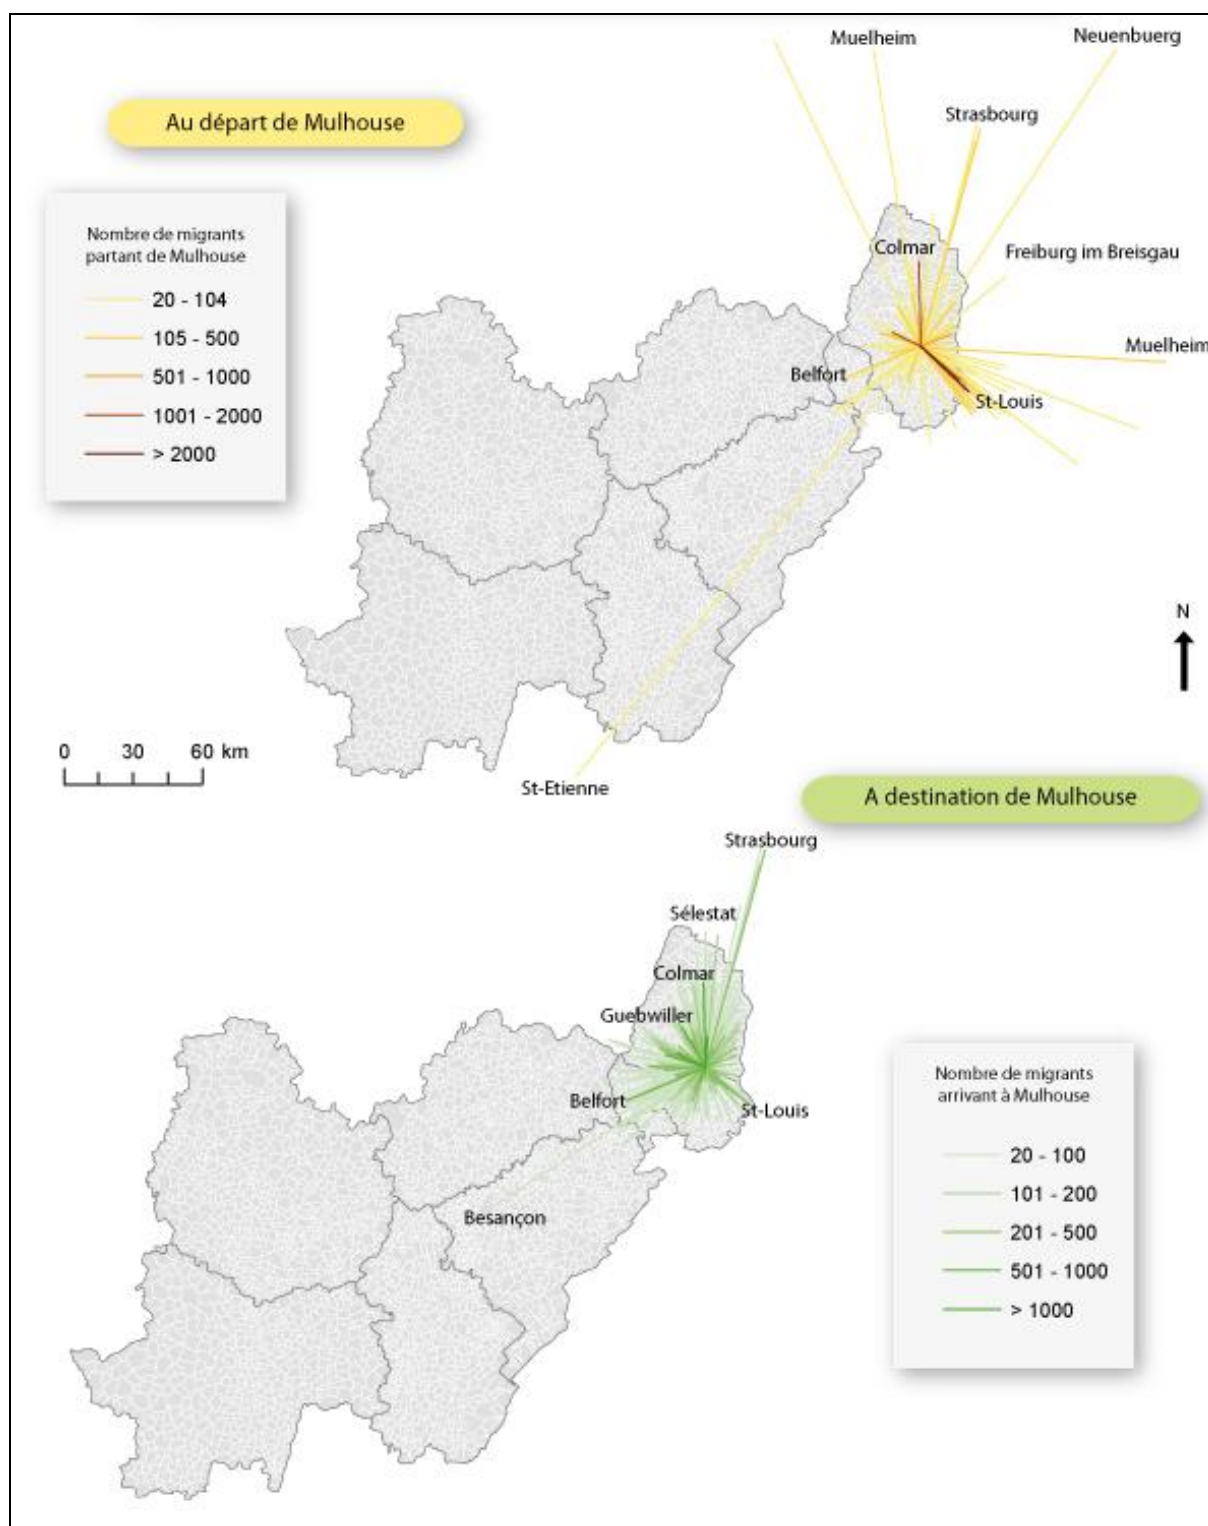 Muelheim
Neuenbuerg
Au départ de Mulhouse
Strasbourg
Nombre de migrants
partant de Mulhouse
20 - 104
105 - 500
501 - 1000
1001 - 2000
> 2000
Colmar
Freiburg im Breisgau
Muelheim
Belfort
St-Louis
N
0 30 60 km
St-Etienne
A destination de Mulhouse
Strasbourg
Sélestat
Colmar
Guebwiller
Belfort
St-Louis
Besançon
Nombre de migrants
arrivant à Mulhouse
20 - 100
101 - 200
201 - 500
501 - 1000
> 1000